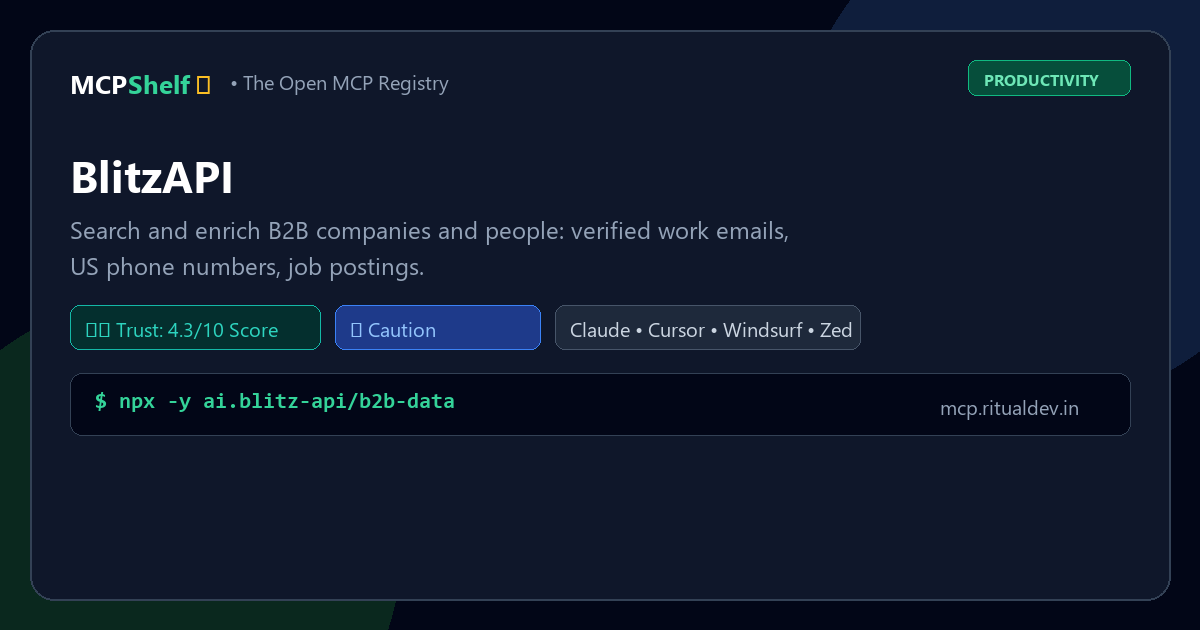 MCPShelf • The Open MCP Registry
PRODUCTIVITY
BlitzAPI
Search and enrich B2B companies and people: verified work emails,
US phone numbers, job postings.
Trust: 4.3/10 Score
Caution
Claude • Cursor • Windsurf • Zed
$ npx -y ai.blitz-api/b2b-data
mcp.ritualdev.in